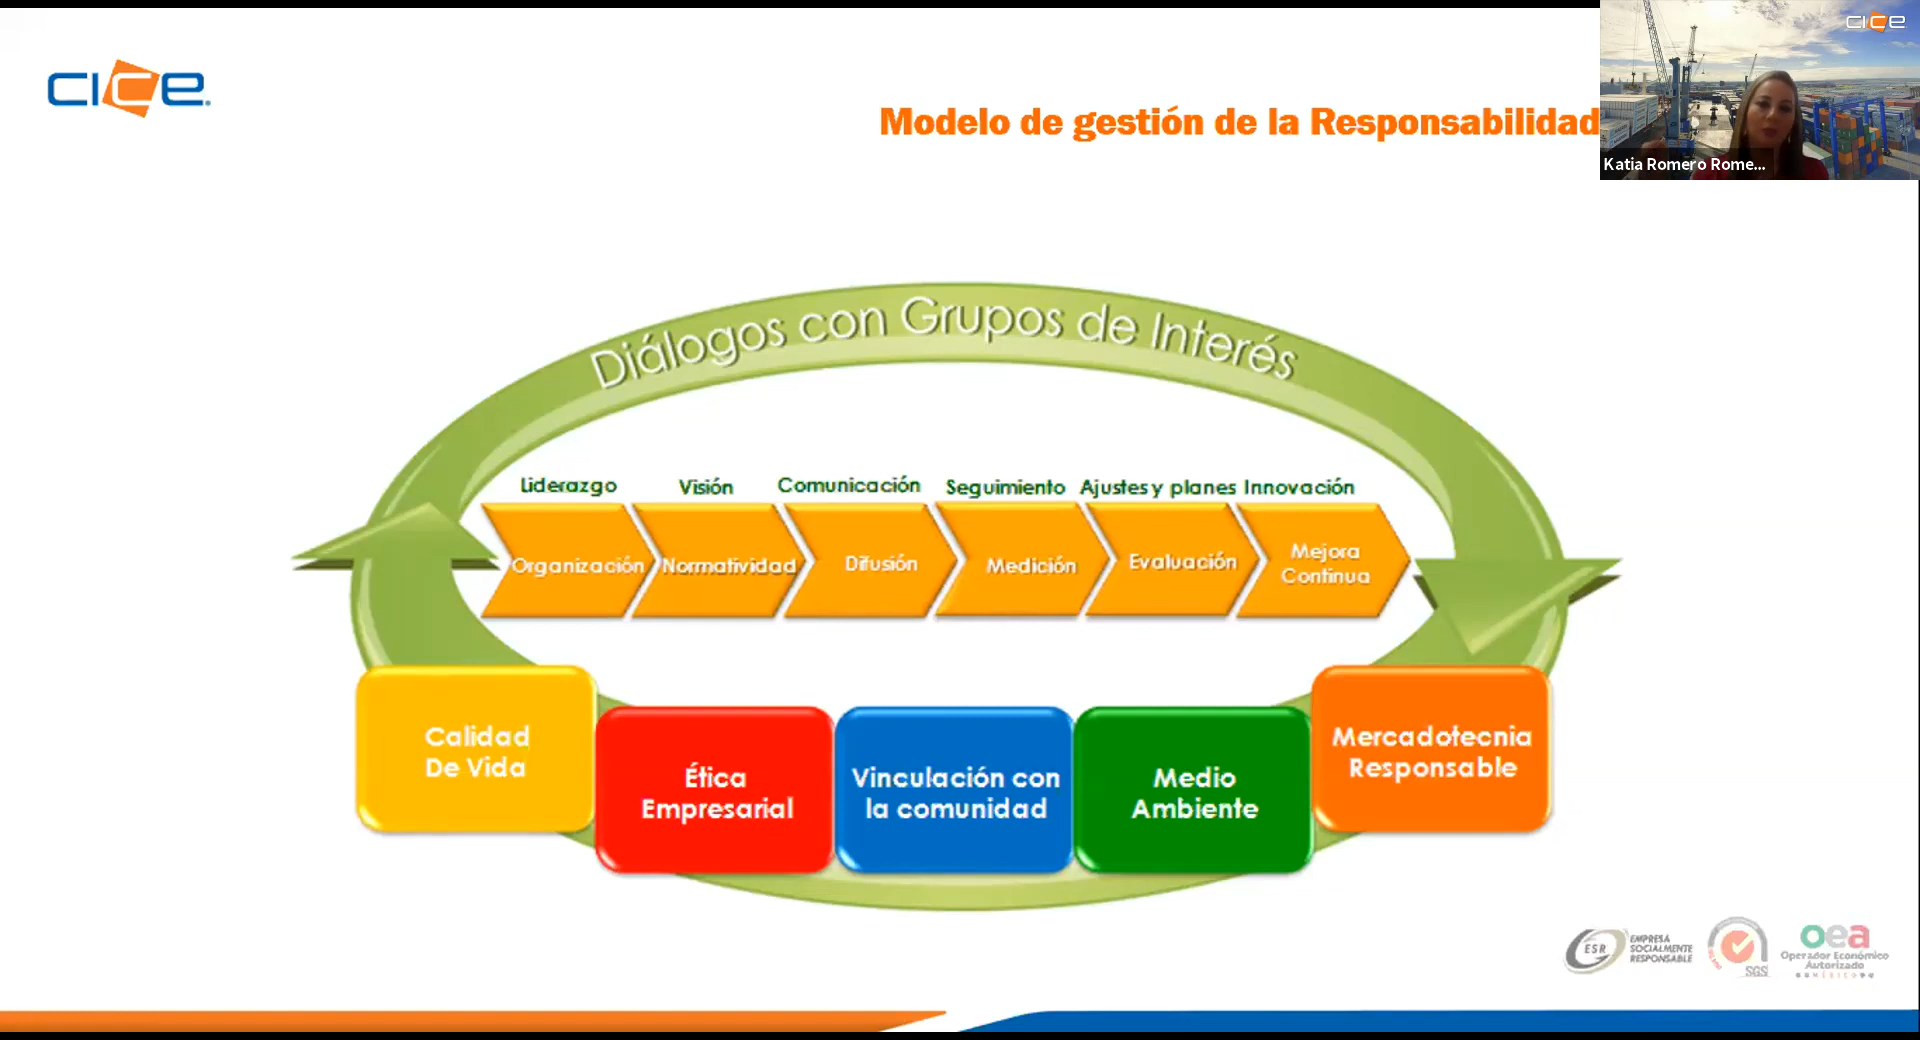 cice
cice
Modelo de gestión de la Responsabilidad
Katia Romero Rome...
Diálogos con Grupos de Interés
Liderazgo Visión Comunicación Seguimiento Ajustes y planes Innovación
Organización Normatividad Difusión Medición Evaluación Mejora
Continua
Calidad
De Vida
Ética
Empresarial
Vinculación con
la comunidad
Medio
Ambiente
Mercadotecnia
Responsable
ESR
EMPRESA
SOCIALMENTE
RESPONSABLE
SGS
oea
Operador Económico
Autorizado
MÉXICO